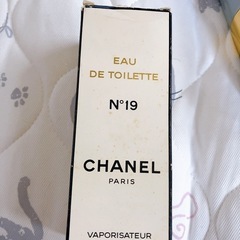 EAU
DE TOILETTE
N°19
CHANEL
PARIS
VAPORISATEUR